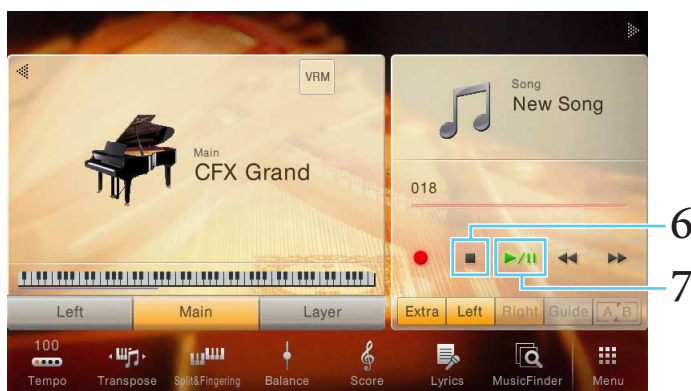 VRM
Main
CFX Grand
Song
New Song
018
6
7
Left Main Layer
Extra Left Right Guide A B
100
Tempo Transpose Split&Fingering Balance Score Lyrics MusicFinder Menu